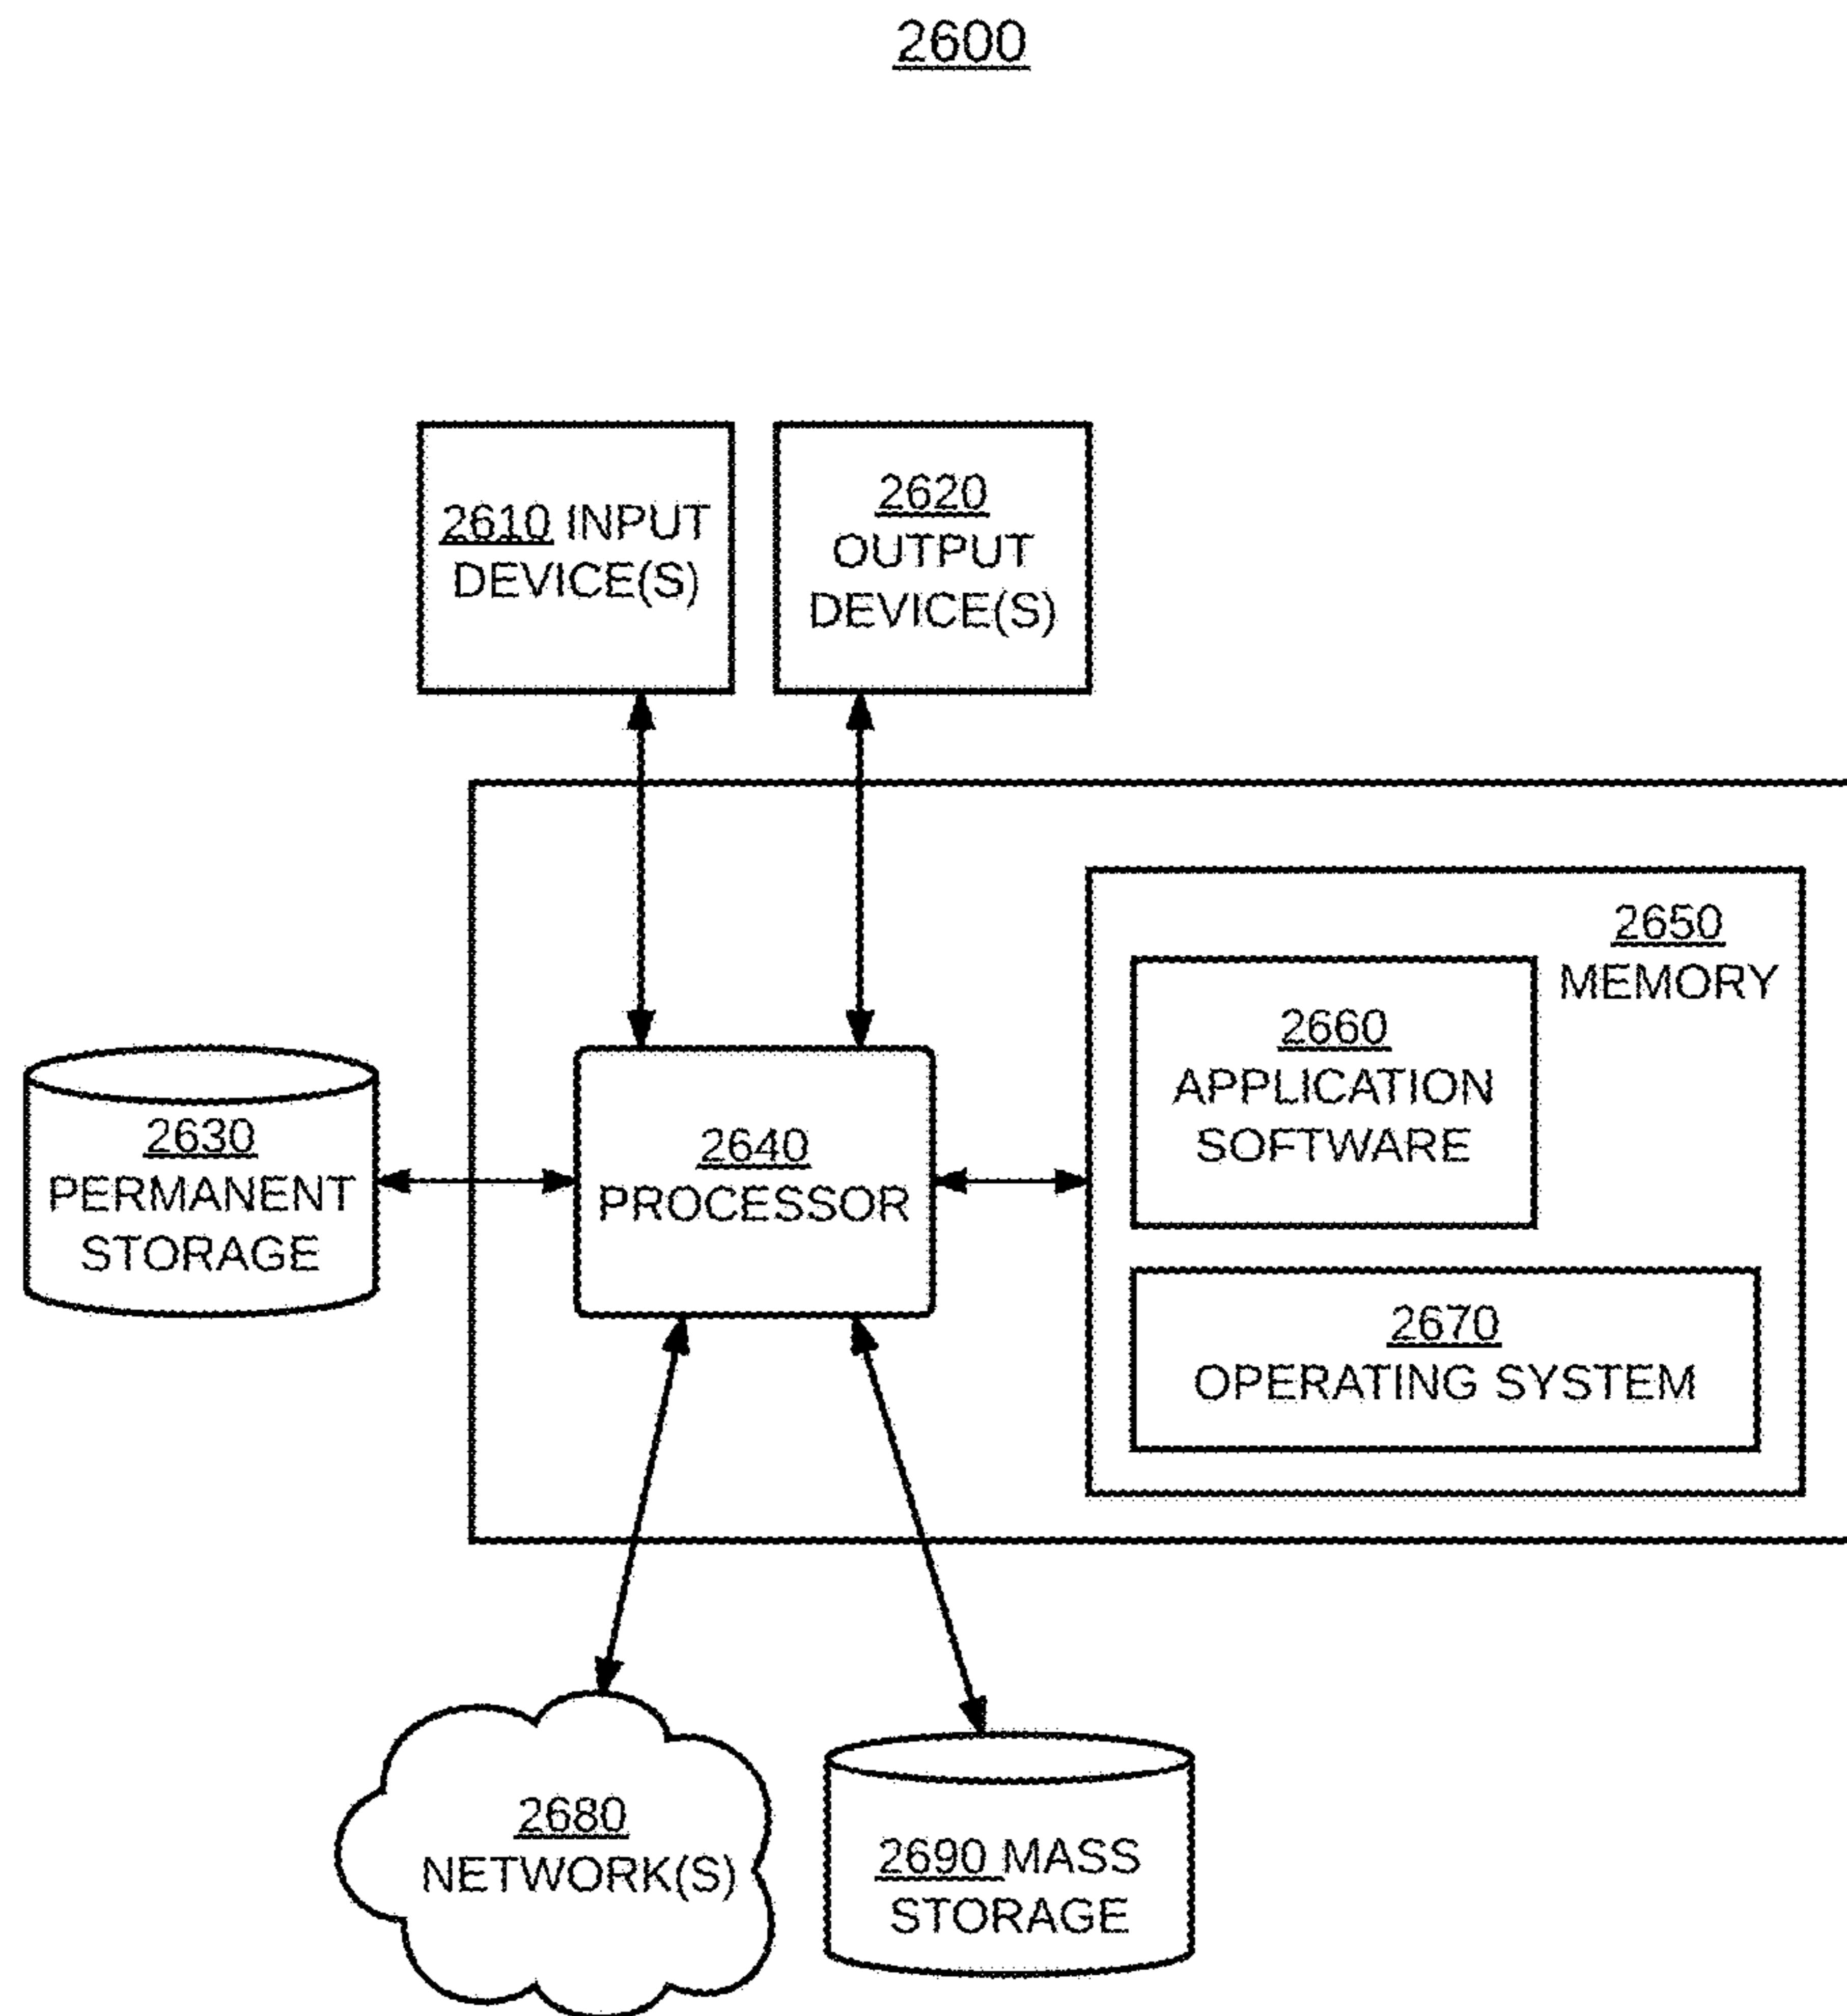 2600
2610 INPUT
DEVICE(S)
2620
OUTPUT
DEVICE(S)
2650
MEMORY
2660
APPLICATION
SOFTWARE
2630
PERMANENT
STORAGE
2640
PROCESSOR
2670
OPERATING SYSTEM
2680
NETWORK(S)
2690 MASS
STORAGE